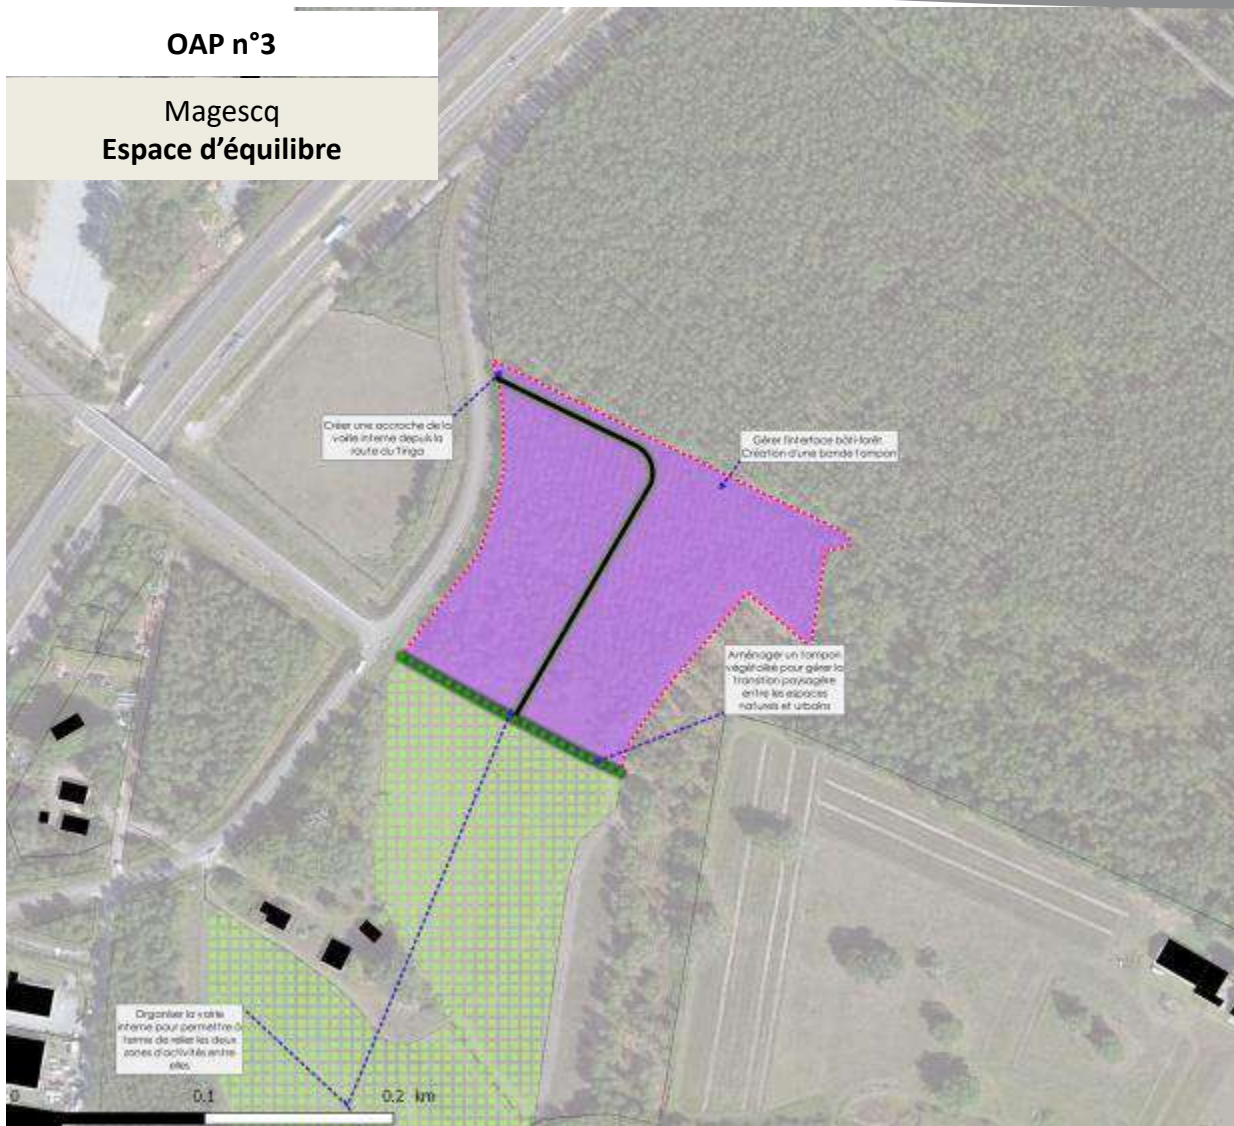 OAP n°3
Magescq
Espace d'équilibre
Créer une accroche de la
voirie interne depuis la
route du Tinga
Gérer l'interface bâti-forêt
Création d'une bande tampon
Aménager un tampon
végétalisé pour gérer la
transition paysagère
entre les espaces
naturels et urbains
Organiser la voirie
interne pour permettre à
terme de relier les deux
zones d'activités entre
elles
0 0.1 0.2 km